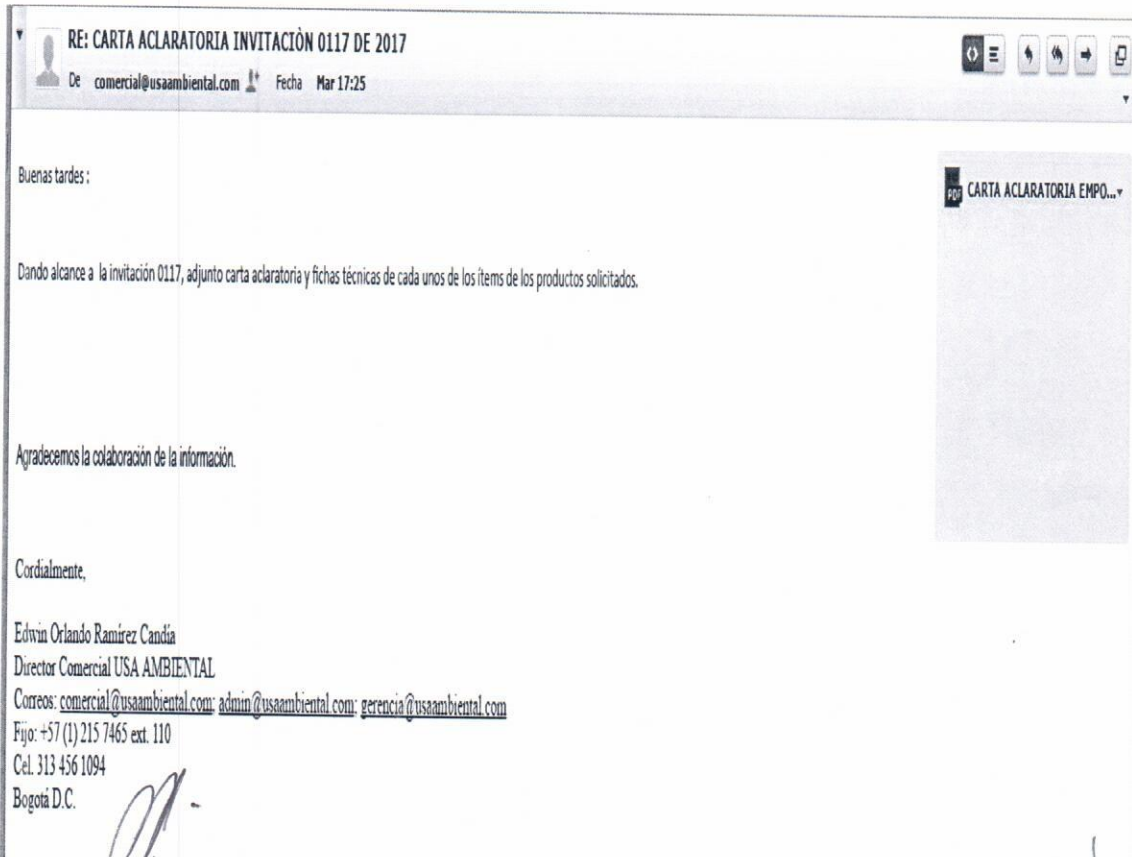 RE: CARTA ACLARATORIA INVITACIÒN 0117 DE 2017
De comercial@usaambiental.com Fecha Mar 17:25
Buenas tardes :
PDF CARTA ACLARATORIA EMPO...
Dando alcance a la invitación 0117, adjunto carta aclaratoria y fichas técnicas de cada unos de los ítems de los productos solicitados.
Agradecemos la colaboración de la información.
Cordialmente,
Edwin Orlando Ramírez Candía
Director Comercial USA AMBIENTAL
Correos: comercial@usaambiental.com; admin@usaambiental.com; gerencia@usaambiental.com
Fijo: +57 (1) 215 7465 ext. 110
Cel. 313 456 1094
Bogotá D.C.